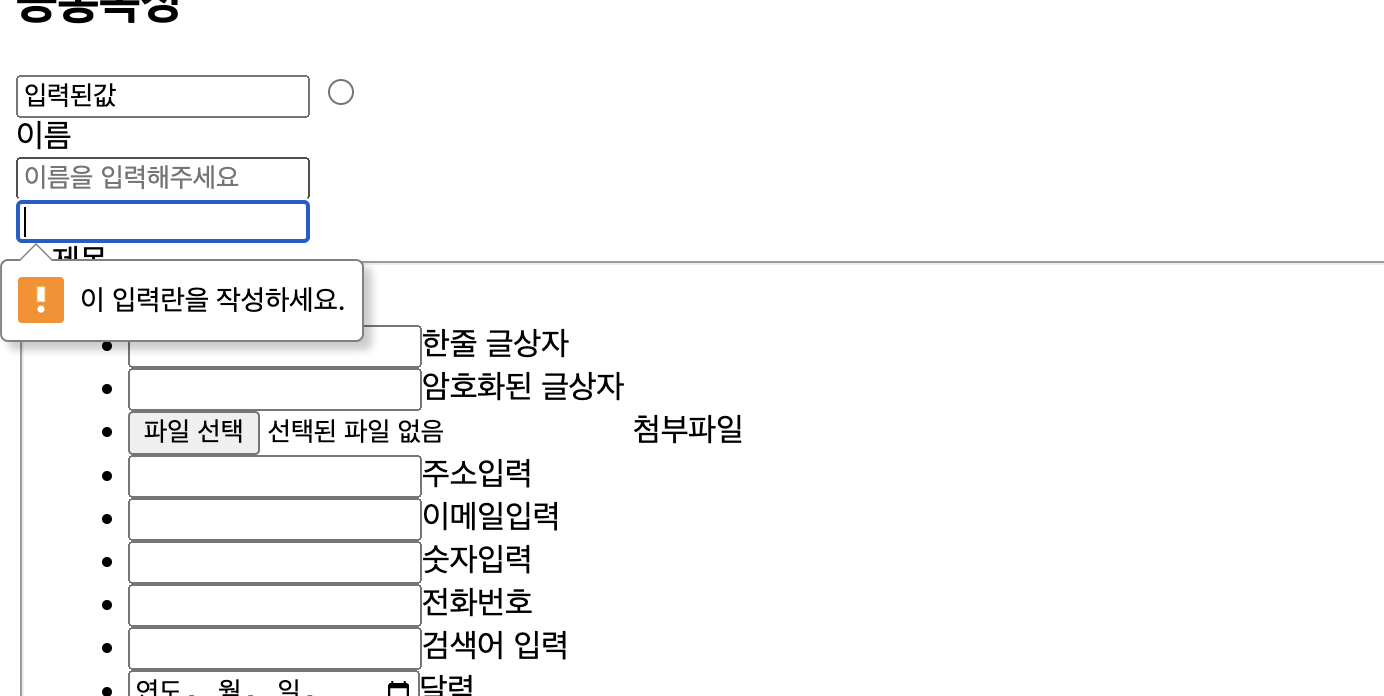 공통속성
입력된값
이름
이름을 입력해주세요
제목
이 입력란을 작성하세요.
한줄 글상자
암호화된 글상자
파일 선택 선택된 파일 없음 첨부파일
주소입력
이메일입력
숫자입력
전화번호
검색어 입력
연도. 월. 일. 달력